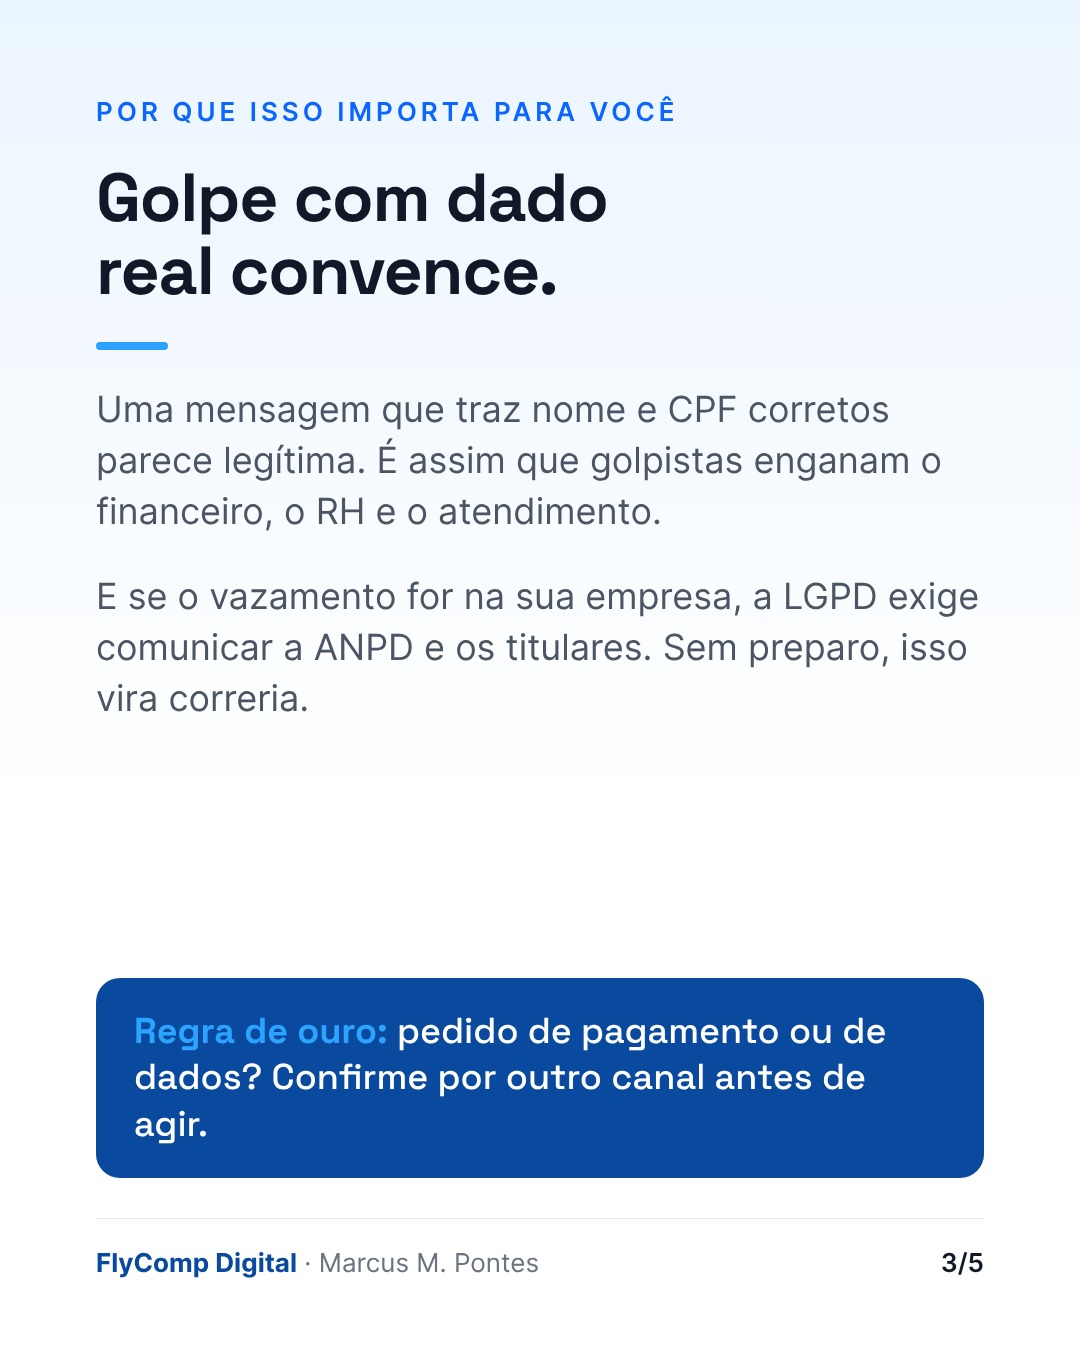 POR QUE ISSO IMPORTA PARA VOCÊ
Golpe com dado
real convence.
Uma mensagem que traz nome e CPF corretos
parece legítima. É assim que golpistas enganam o
financeiro, o RH e o atendimento.
E se o vazamento for na sua empresa, a LGPD exige
comunicar a ANPD e os titulares. Sem preparo, isso
vira correria.
Regra de ouro: pedido de pagamento ou de
dados? Confirme por outro canal antes de
agir.
FlyComp Digital · Marcus M. Pontes
3/5